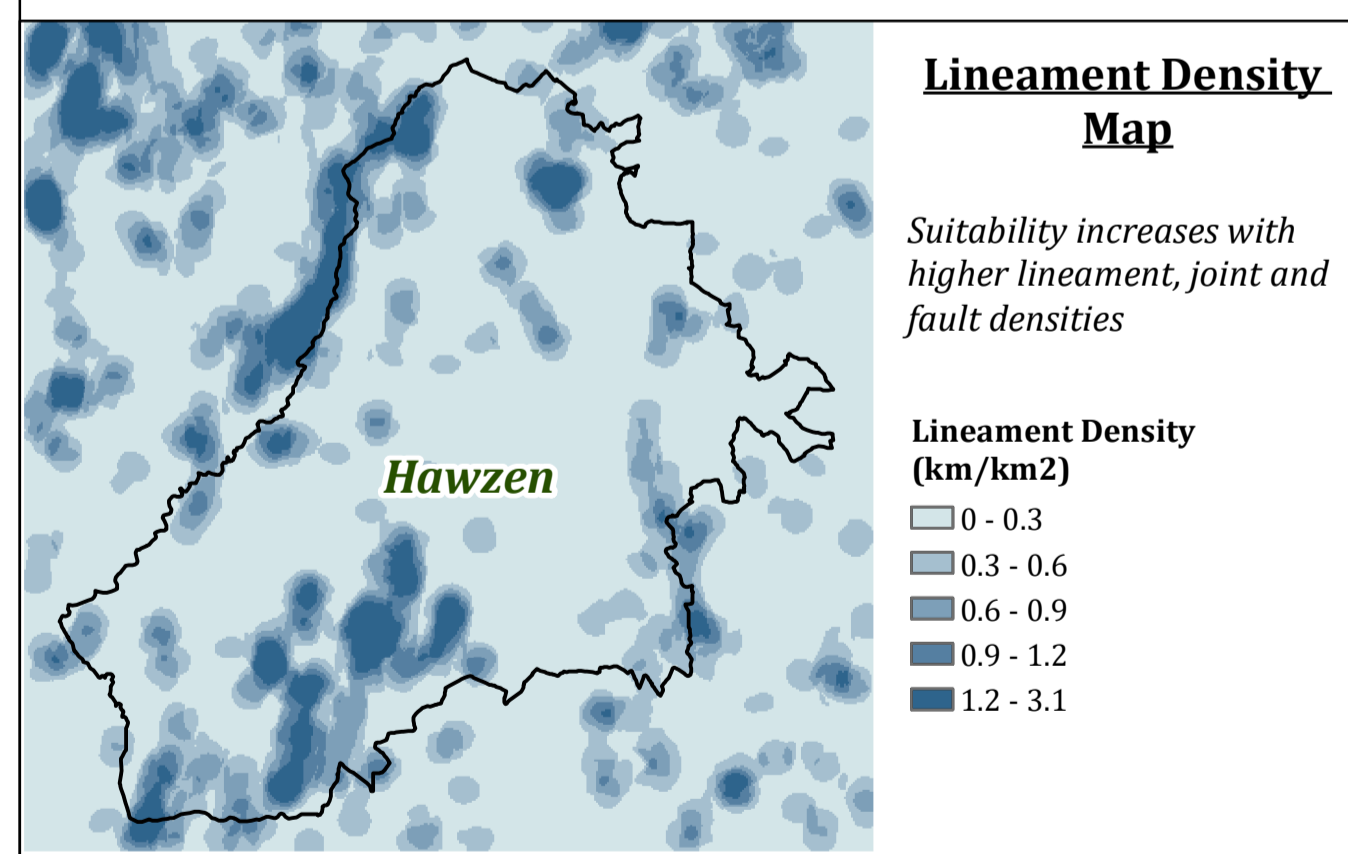 Lineament Density
Map
Suitability increases with
higher lineament, joint and
fault densities
Hawzen
Lineament Density
(km/km2)
0 - 0.3
0.3 - 0.6
0.6 - 0.9
0.9 - 1.2
1.2 - 3.1